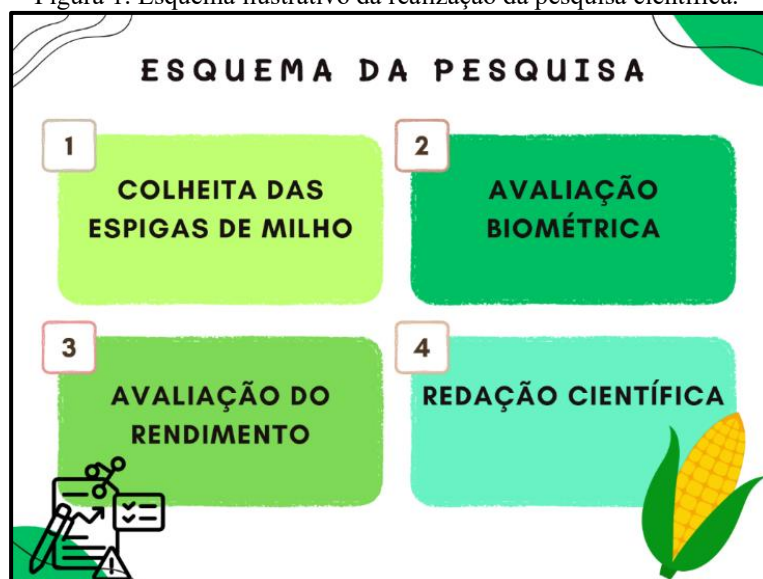 Figura 1. Esquema ilustrativo da realização da pesquisa científica.
ESQUEMA DA PESQUISA
1
COLHEITA DAS
ESPIGAS DE MILHO
2
AVALIAÇÃO
BIOMÉTRICA
3
AVALIAÇÃO DO
RENDIMENTO
4
REDAÇÃO CIENTÍFICA